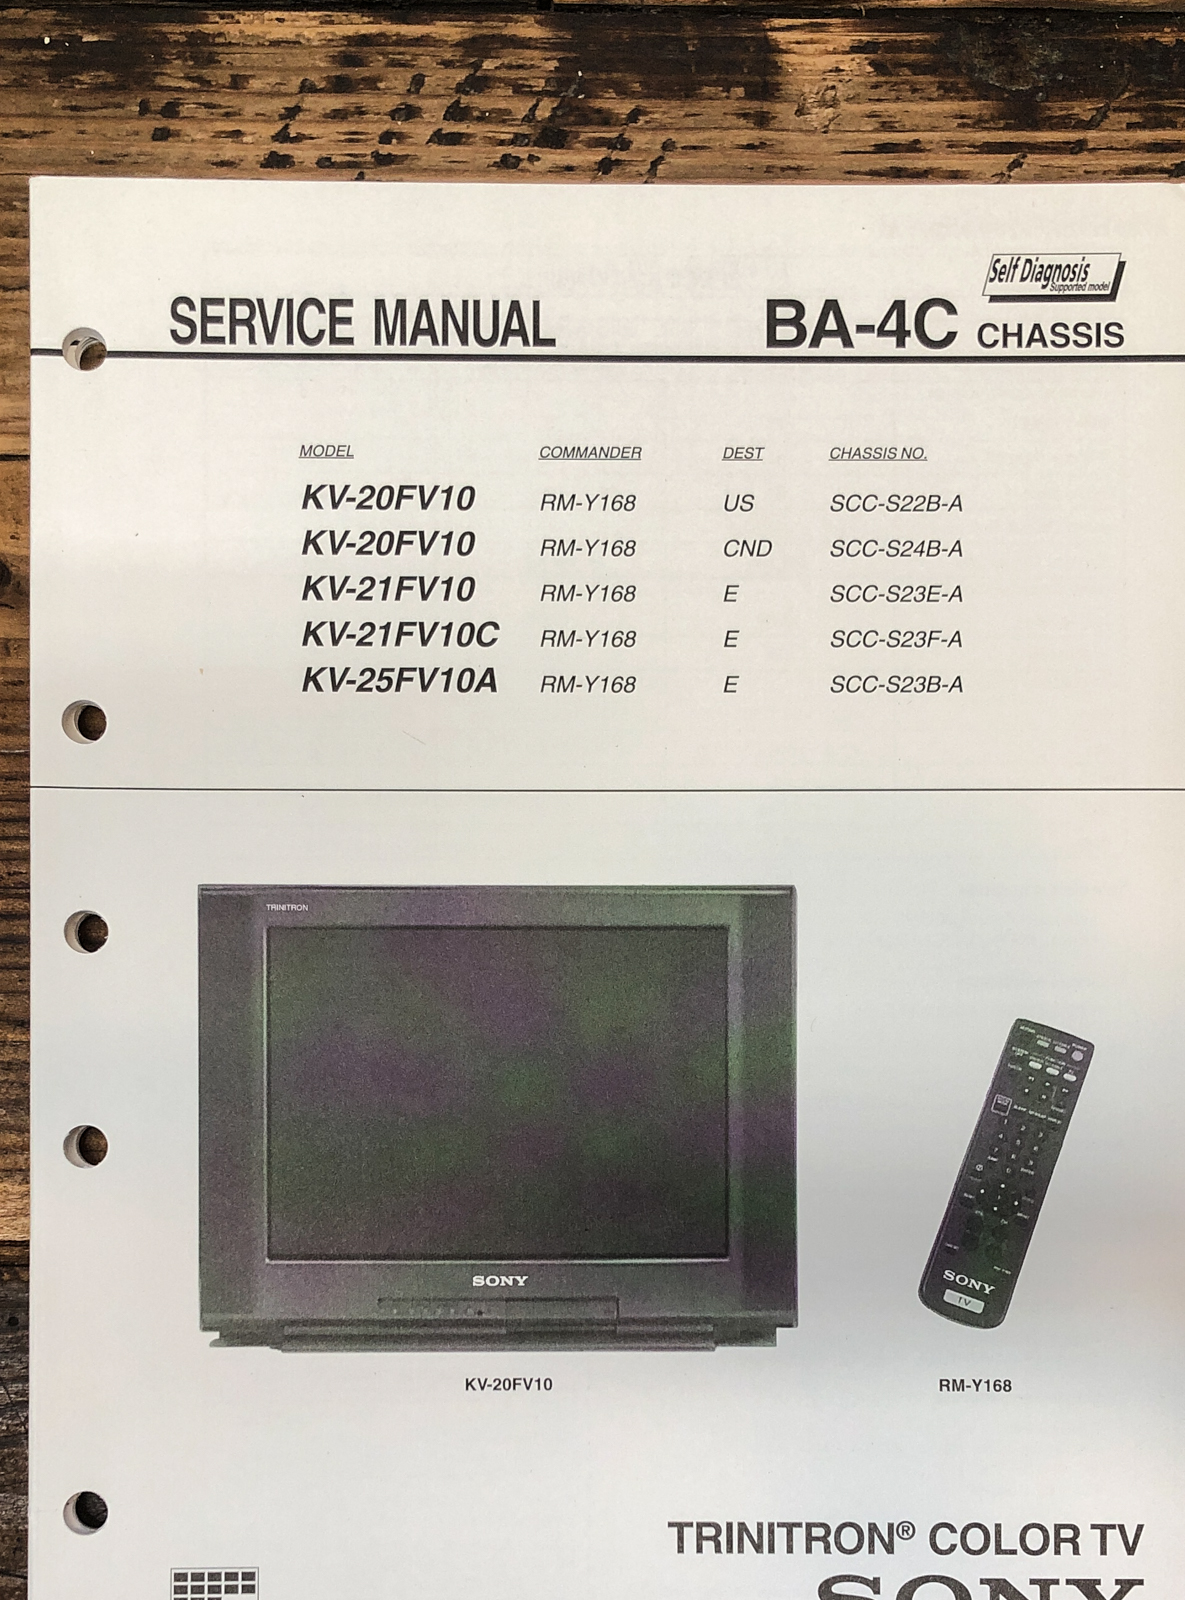 Self Diagnosis
Supported model
SERVICE MANUAL BA-4C CHASSIS
MODEL COMMANDER DEST CHASSIS NO.
KV-20FV10 RM-Y168 US SCC-S22B-A
KV-20FV10 RM-Y168 CND SCC-S24B-A
KV-21FV10 RM-Y168 E SCC-S23E-A
KV-21FV10C RM-Y168 E SCC-S23F-A
KV-25FV10A RM-Y168 E SCC-S23B-A
TRINITRON
SONY
SONY
TV
KV-20FV10 RM-Y168
TRINITRON® COLOR TV
SONY